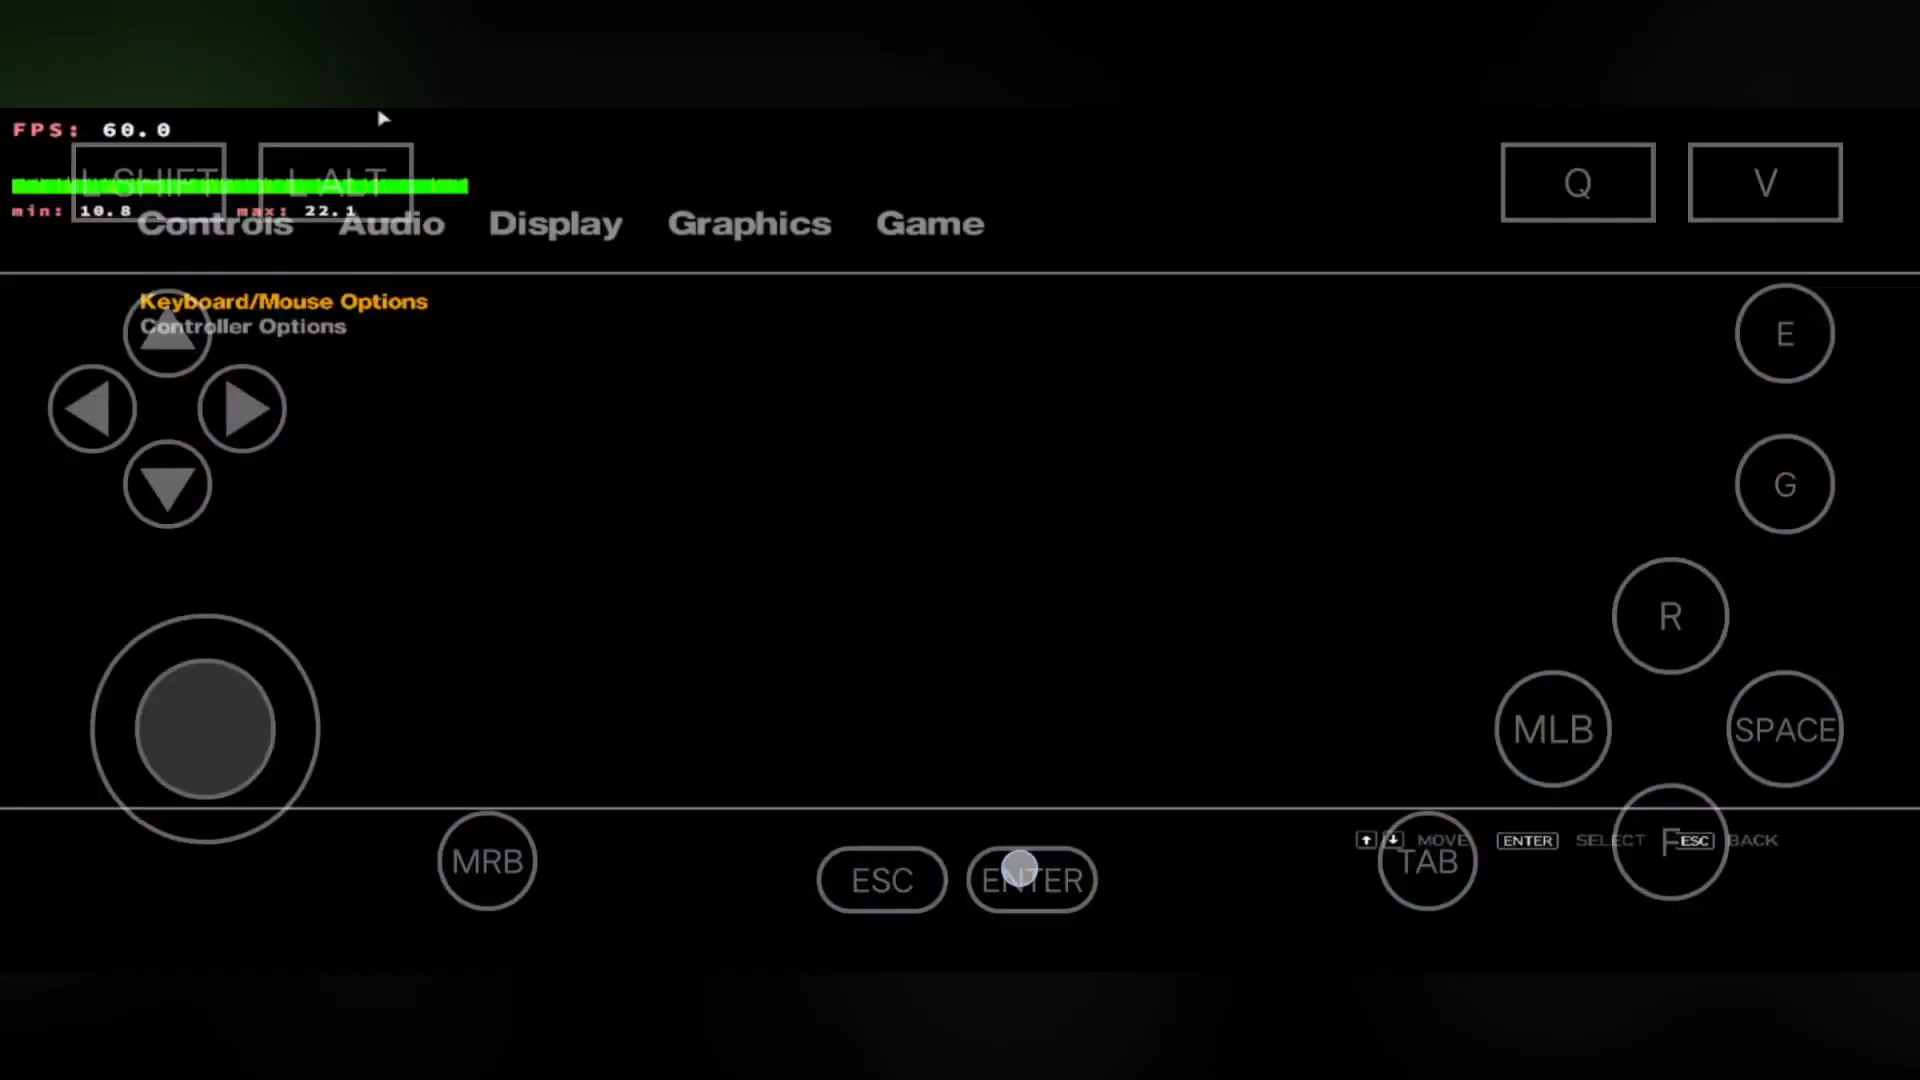 FPS: 60.0
L SHIFT L ALT
Q V
min: 10.8 max: 22.1
Controls Audio Display Graphics Game
Keyboard/Mouse Options
Controller Options
E
G
R
MLB SPACE
MOVE ENTER SELECT F ESC BACK
MRB ESC ENTER TAB